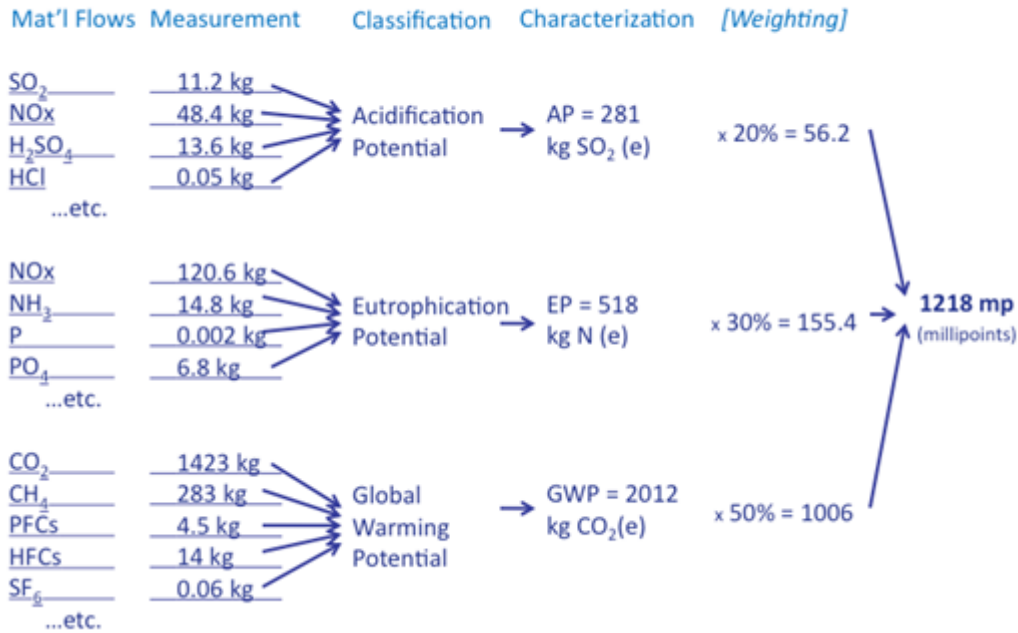 Mat'l Flows Measurement Classification Characterization [Weighting]
SO₂ 11.2 kg
NOx 48.4 kg Acidification AP = 281
H₂SO₄ 13.6 kg Potential kg SO₂ (e) x 20% = 56.2
HCl 0.05 kg
...etc.
NOx 120.6 kg
NH₃ 14.8 kg Eutrophication EP = 518 1218 mp
P 0.002 kg Potential kg N (e) x 30% = 155.4 (millipoints)
PO₄ 6.8 kg
...etc.
CO₂ 1423 kg
CH₄ 283 kg Global GWP = 2012
PFCs 4.5 kg Warming kg CO₂(e) x 50% = 1006
HFCs 14 kg Potential
SF₆ 0.06 kg
...etc.